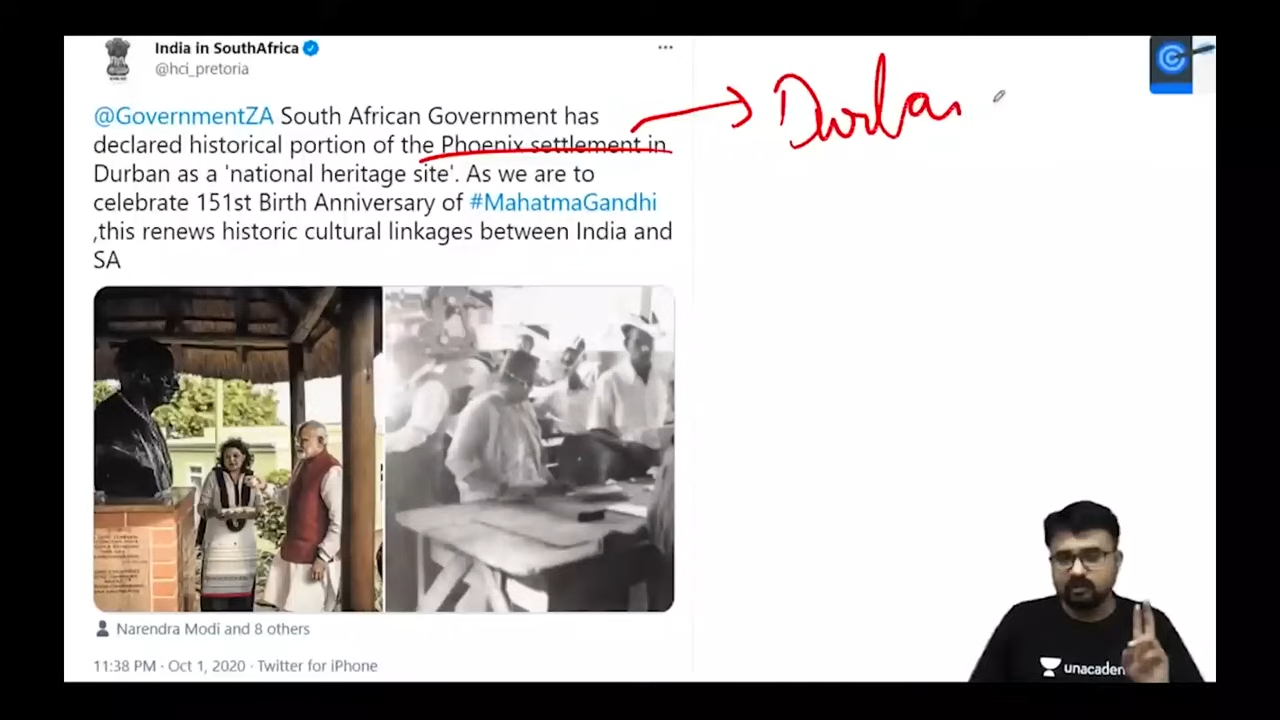 India in SouthAfrica
@hci_pretoria
@GovernmentZA South African Government has
declared historical portion of the Phoenix settlement in
Durban as a 'national heritage site'. As we are to
celebrate 151st Birth Anniversary of #MahatmaGandhi
,this renews historic cultural linkages between India and
SA
Durban
Narendra Modi and 8 others
11:38 PM · Oct 1, 2020 · Twitter for iPhone